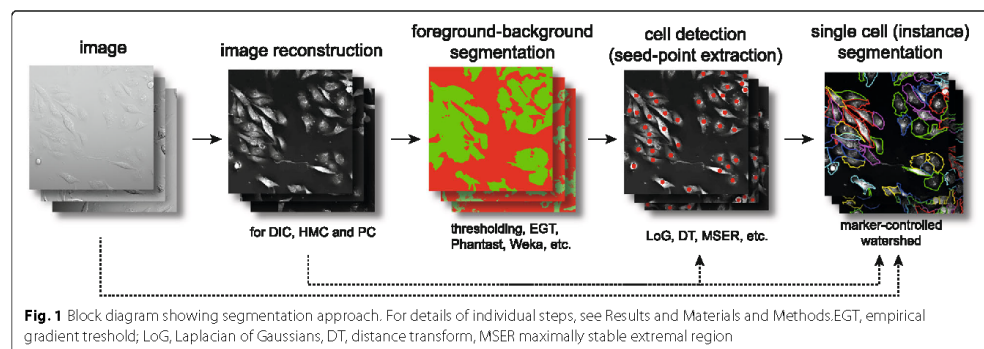 image
image reconstruction
foreground-background
segmentation
cell detection
(seed-point extraction)
single cell (instance)
segmentation
for DIC, HMC and PC
thresholding, EGT,
Phantast, Weka, etc.
LoG, DT, MSER, etc.
marker-controlled
watershed
Fig. 1 Block diagram showing segmentation approach. For details of individual steps, see Results and Materials and Methods.EGT, empirical
gradient treshold; LoG, Laplacian of Gaussians, DT, distance transform, MSER maximally stable extremal region